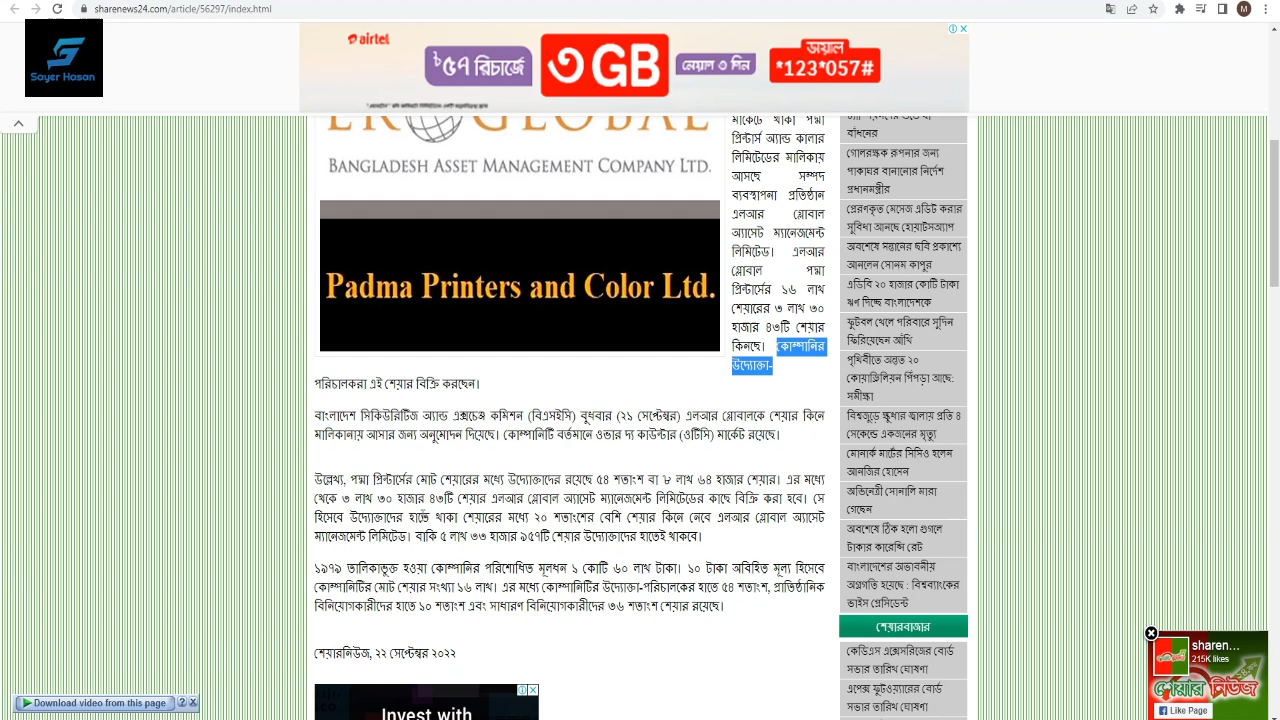 sharenews24.com/article/56297/index.html
M
Sayer Hasan
airtel
৳৫৭ রিচার্জে
৩ GB
মেয়াদ ৩ দিন
ডায়াল
*123*057#
BANGLADESH ASSET MANAGEMENT COMPANY LTD.
Padma Printers and Color Ltd.
মার্কেটে থাকা পদ্মা
প্রিন্টার্স অ্যান্ড কালার
লিমিটেডের মালিকায়
আসছে সম্পদ
ব্যবস্থাপনা প্রতিষ্ঠান
এলআর গ্লোবাল
অ্যাসেট ম্যানেজমেন্ট
লিমিটেড। এলআর
গ্লোবাল পদ্মা
প্রিন্টার্সের ১৬ লাখ
শেয়ারের ৩ লাখ ৩০
হাজার ৪৩টি শেয়ার
কিনছে। কোম্পানির
উদ্যোক্তা-
পরিচালকরা এই শেয়ার বিক্রি করছেন।
বাংলাদেশ সিকিউরিটিজ অ্যান্ড এক্সচেঞ্জ কমিশন (বিএসইসি) বুধবার (২১ সেপ্টেম্বর) এলআর গ্লোবালকে শেয়ার কিনে
মালিকানায় আসার জন্য অনুমোদন দিয়েছে। কোম্পানিটি বর্তমানে ওভার দ্য কাউন্টার (ওটিসি) মার্কেট রয়েছে।
উল্লেখ্য, পদ্মা প্রিন্টার্সের মোট শেয়ারের মধ্যে উদ্যোক্তাদের রয়েছে ৫৪ শতাংশ বা ৮ লাখ ৬৪ হাজার শেয়ার। এর মধ্যে
থেকে ৩ লাখ ৩০ হাজার ৪৩টি শেয়ার এলআর গ্লোবাল অ্যাসেট ম্যানেজমেন্ট লিমিটেডের কাছে বিক্রি করা হবে। সে
হিসেবে উদ্যোক্তাদের হাতে থাকা শেয়ারের মধ্যে ২০ শতাংশের বেশি শেয়ার কিনে নেবে এলআর গ্লোবাল অ্যাসেট
ম্যানেজমেন্ট লিমিটেড। বাকি ৫ লাখ ৩৩ হাজার ৯৫৭টি শেয়ার উদ্যোক্তাদের হাতেই থাকবে।
১৯৭৯ তালিকাভুক্ত হওয়া কোম্পানির পরিশোধিত মূলধন ১ কোটি ৬০ লাখ টাকা। ১০ টাকা অবিহিত মূল্য হিসেবে
কোম্পানিটির মোট শেয়ার সংখ্যা ১৬ লাখ। এর মধ্যে কোম্পানিটির উদ্যোক্তা-পরিচালকের হাতে ৫৪ শতাংশ, প্রাতিষ্ঠানিক
বিনিয়োগকারীদের হাতে ১০ শতাংশ এবং সাধারণ বিনিয়োগকারীদের ৩৬ শতাংশ শেয়ার রয়েছে।
শেয়ারনিউজ, ২২ সেপ্টেম্বর ২০২২
Invest with
বাঁধনের
গোলরক্ষক রূপনার জন্য
পাকাঘর বানানোর নির্দেশ
প্রধানমন্ত্রীর
প্রেরণকৃত মেসেজ এডিট করার
সুবিধা আনছে হোয়াটসঅ্যাপ
অবশেষে সন্তানের ছবি প্রকাশ্যে
আনলেন সোনম কাপুর
এডিবি ২০ হাজার কোটি টাকা
ঋণ দিচ্ছে বাংলাদেশকে
ফুটবল খেলে পরিবারে সুদিন
ফিরিয়েছেন আঁখি
পৃথিবীতে অন্তত ২০
কোয়াড্রিলিয়ন পিঁপড়া আছে:
সমীক্ষা
বিশ্বজুড়ে ক্ষুধার জ্বালায় প্রতি ৪
সেকেন্ডে একজনের মৃত্যু
মোনার্ক মার্টের সিসিও হলেন
আনজির হোসেন
অভিনেত্রী সোনালি মারা
গেছেন
অবশেষে ঠিক হলো গুগলে
টাকার কারেন্সি রেট
বাংলাদেশের অভাবনীয়
অগ্রগতি হয়েছে : বিশ্বব্যাংকের
ভাইস প্রেসিডেন্ট
শেয়ারবাজার
কেডিএস এক্সেসরিজের বোর্ড
সভার তারিখ ঘোষণা
এপেক্স ফুটওয়্যারের বোর্ড
সভার তারিখ ঘোষণা
sharen...
215K likes
শেয়ার নিউজ
Like Page
Download video from this page